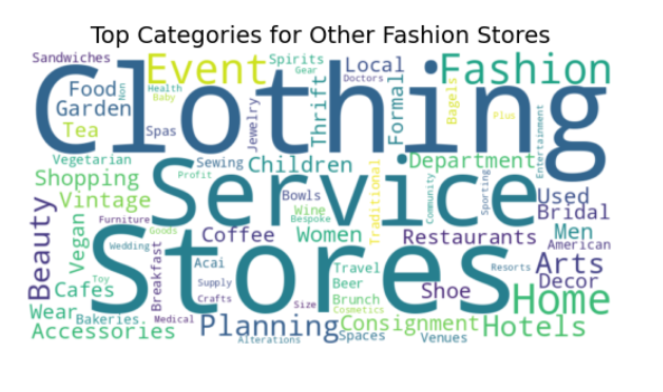 Top Categories for Other Fashion Stores
Sandwiches
Event
Spirits
Gear
Local
Doctors
Fashion
Clothing
Food
Non
Health
Baby
Garden
Tea
Spas
Jewelry
Thrift
Formal
Bagels
Plus
Entertainment
Vegetarian
Sewing
Children
Department
Shopping
Profit
Service
Traditional
Community
Sporting
Used
Vintage
Bowls
Wine
Bespoke
Bridal
Beauty
Vegan
Furniture
Goods
Coffee
Women
Restaurants
Men
American
Wedding
Stores
Breakfast
Acai
Travel
Resorts
Arts
Toy
Cafes
Supply
Beer
Shoe
Decor
Crafts
Size
Brunch
Cosmetics
Home
Wear
Bakeries.
Medical
Planning
Consignment
Hotels
Accessories
Alterations
Spaces
Venues